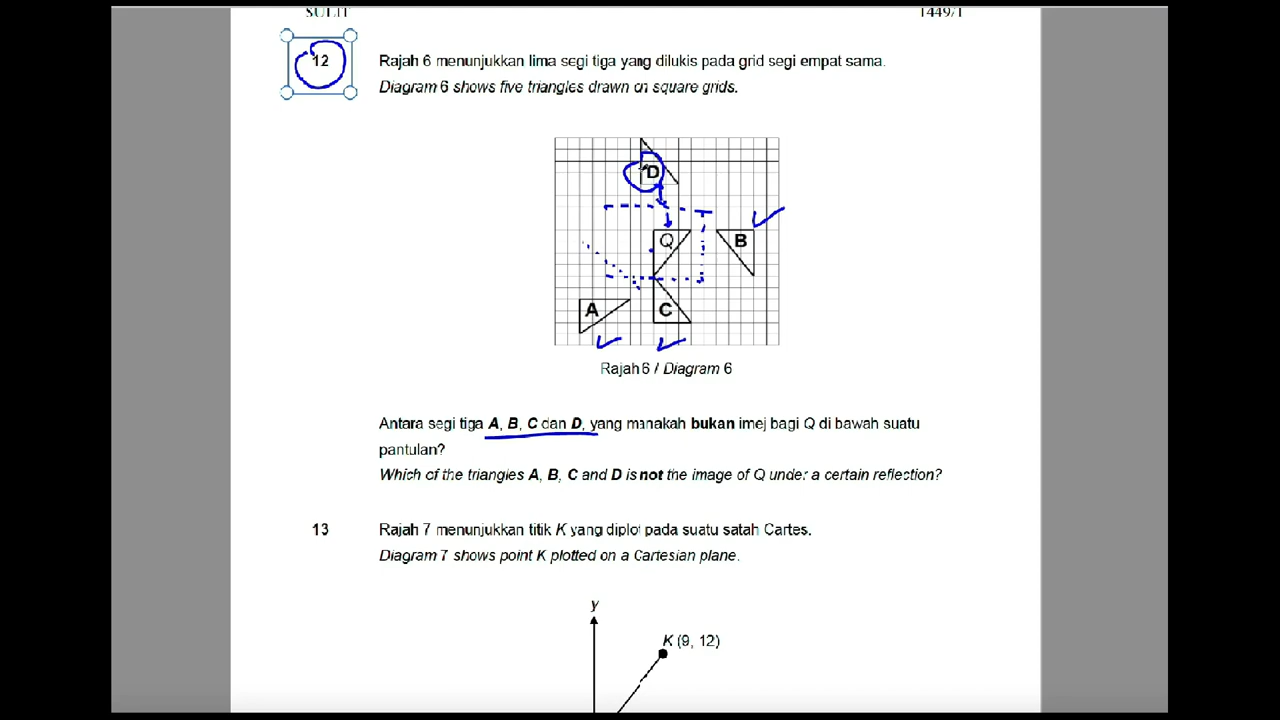 SULIT 1449/1
12 Rajah 6 menunjukkan lima segi tiga yang dilukis pada grid segi empat sama.
Diagram 6 shows five triangles drawn on square grids.
D
Q B
A C
Rajah 6 / Diagram 6
Antara segi tiga A, B, C dan D, yang manakah bukan imej bagi Q di bawah suatu
pantulan?
Which of the triangles A, B, C and D is not the image of Q under a certain reflection?
13 Rajah 7 menunjukkan titik K yang diplot pada suatu satah Cartes.
Diagram 7 shows point K plotted on a Cartesian plane.
y
K (9, 12)